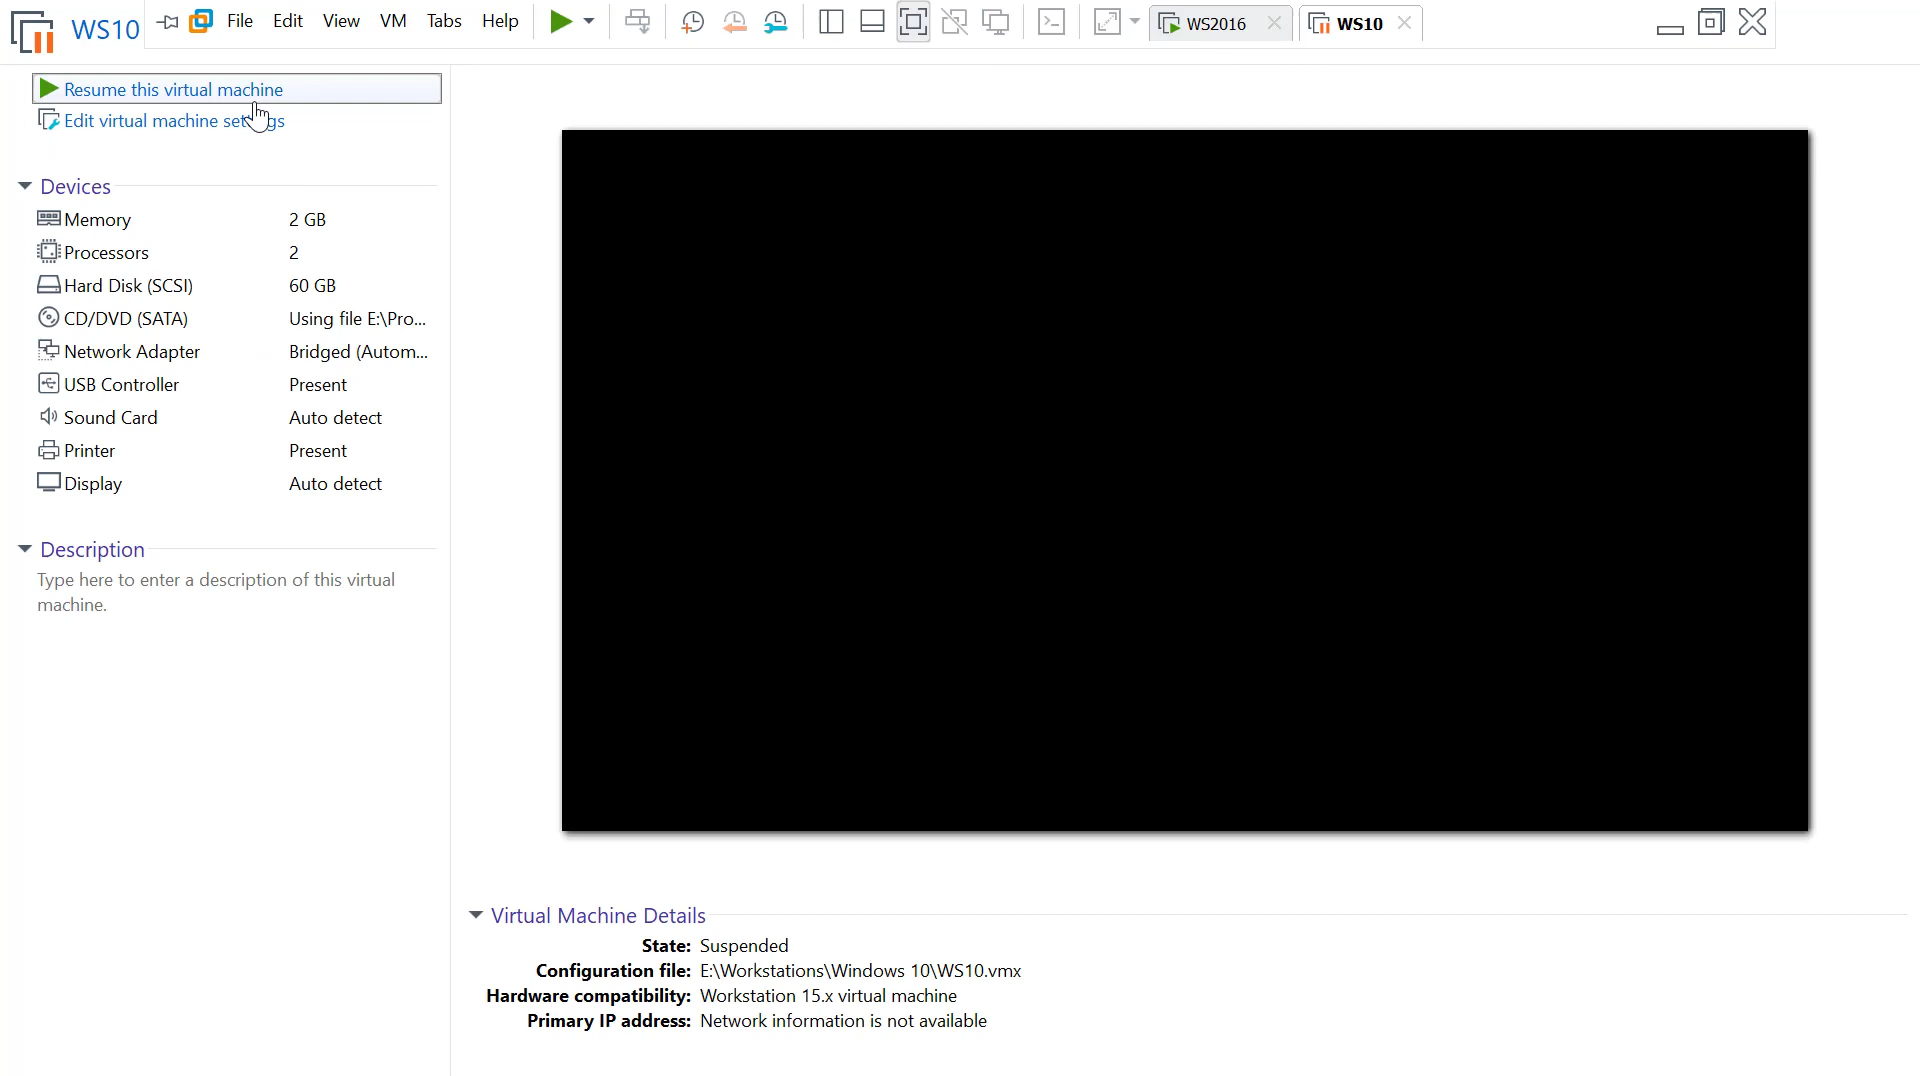 WS10
File Edit View VM Tabs Help
WS2016
WS10
Resume this virtual machine
Edit virtual machine
Devices
Memory 2 GB
Processors 2
Hard Disk (SCSI) 60 GB
CD/DVD (SATA) Using file E:\Pro...
Network Adapter Bridged (Autom...
USB Controller Present
Sound Card Auto detect
Printer Present
Display Auto detect
Description
Type here to enter a description of this virtual
machine.
Virtual Machine Details
State: Suspended
Configuration file: E:\Workstations\Windows 10\WS10.vmx
Hardware compatibility: Workstation 15.x virtual machine
Primary IP address: Network information is not available